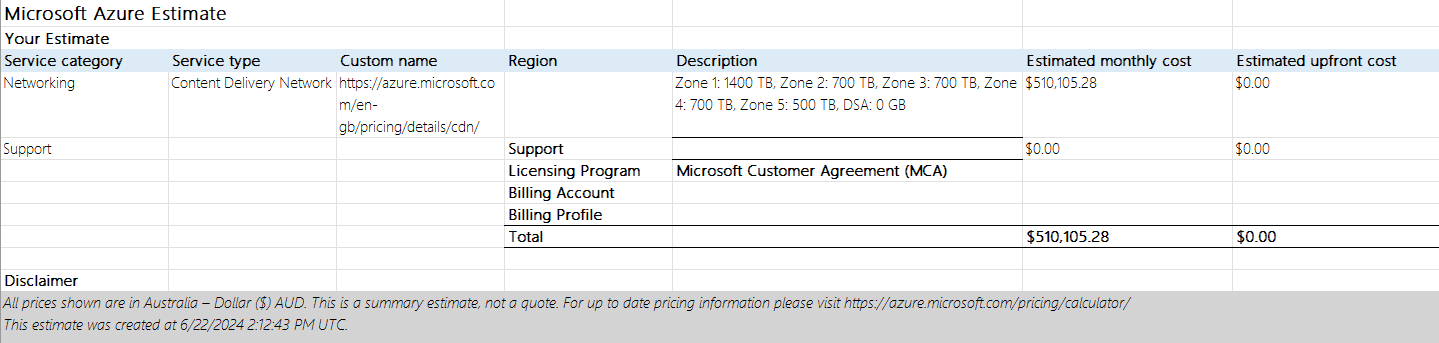 Microsoft Azure Estimate
Your Estimate
Service category Service type Custom name Region Description Estimated monthly cost Estimated upfront cost
Networking Content Delivery Network https://azure.microsoft.co Zone 1: 1400 TB, Zone 2: 700 TB, Zone 3: 700 TB, Zone $510,105.28 $0.00
m/en- 4: 700 TB, Zone 5: 500 TB, DSA: 0 GB
gb/pricing/details/cdn/
Support Support $0.00 $0.00
Licensing Program Microsoft Customer Agreement (MCA)
Billing Account
Billing Profile
Total $510,105.28 $0.00
Disclaimer
All prices shown are in Australia – Dollar ($) AUD. This is a summary estimate, not a quote. For up to date pricing information please visit https://azure.microsoft.com/pricing/calculator/
This estimate was created at 6/22/2024 2:12:43 PM UTC.